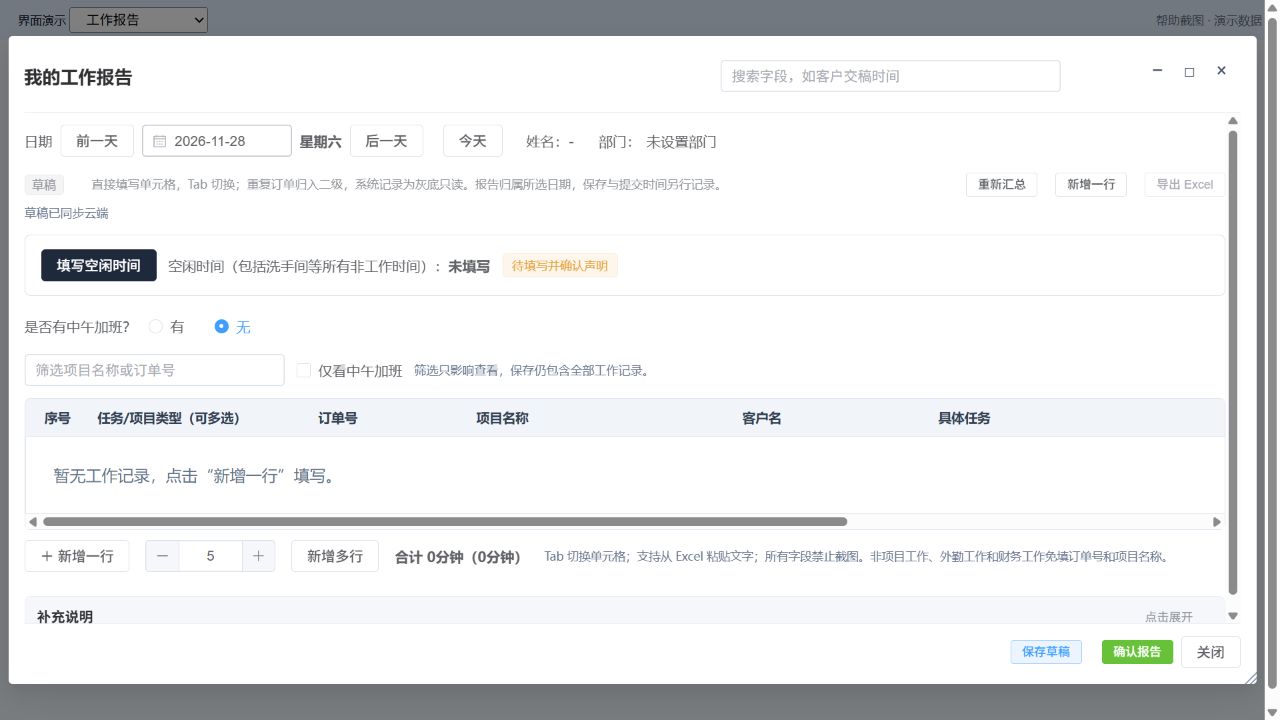 界面演示 工作报告 帮助截图 · 演示数据
我的工作报告 搜索字段，如客户交稿时间
日期 前一天 2026-11-28 星期六 后一天 今天 姓名：- 部门： 未设置部门
草稿 直接填写单元格，Tab 切换；重复订单归入二级，系统记录为灰底只读。报告归属所选日期，保存与提交时间另行记录。 重新汇总 新增一行 导出 Excel
草稿已同步云端
填写空闲时间 空闲时间（包括洗手间等所有非工作时间）：未填写 待填写并确认声明
是否有中午加班？ 有 无
筛选项目名称或订单号 仅看中午加班 筛选只影响查看，保存仍包含全部工作记录。
序号 任务/项目类型（可多选） 订单号 项目名称 客户名 具体任务
暂无工作记录，点击“新增一行”填写。
+ 新增一行 − 5 + 新增多行 合计 0分钟（0分钟） Tab 切换单元格；支持从 Excel 粘贴文字；所有字段禁止截图。非项目工作、外勤工作和财务工作免填订单号和项目名称。
补充说明 点击展开
保存草稿 确认报告 关闭